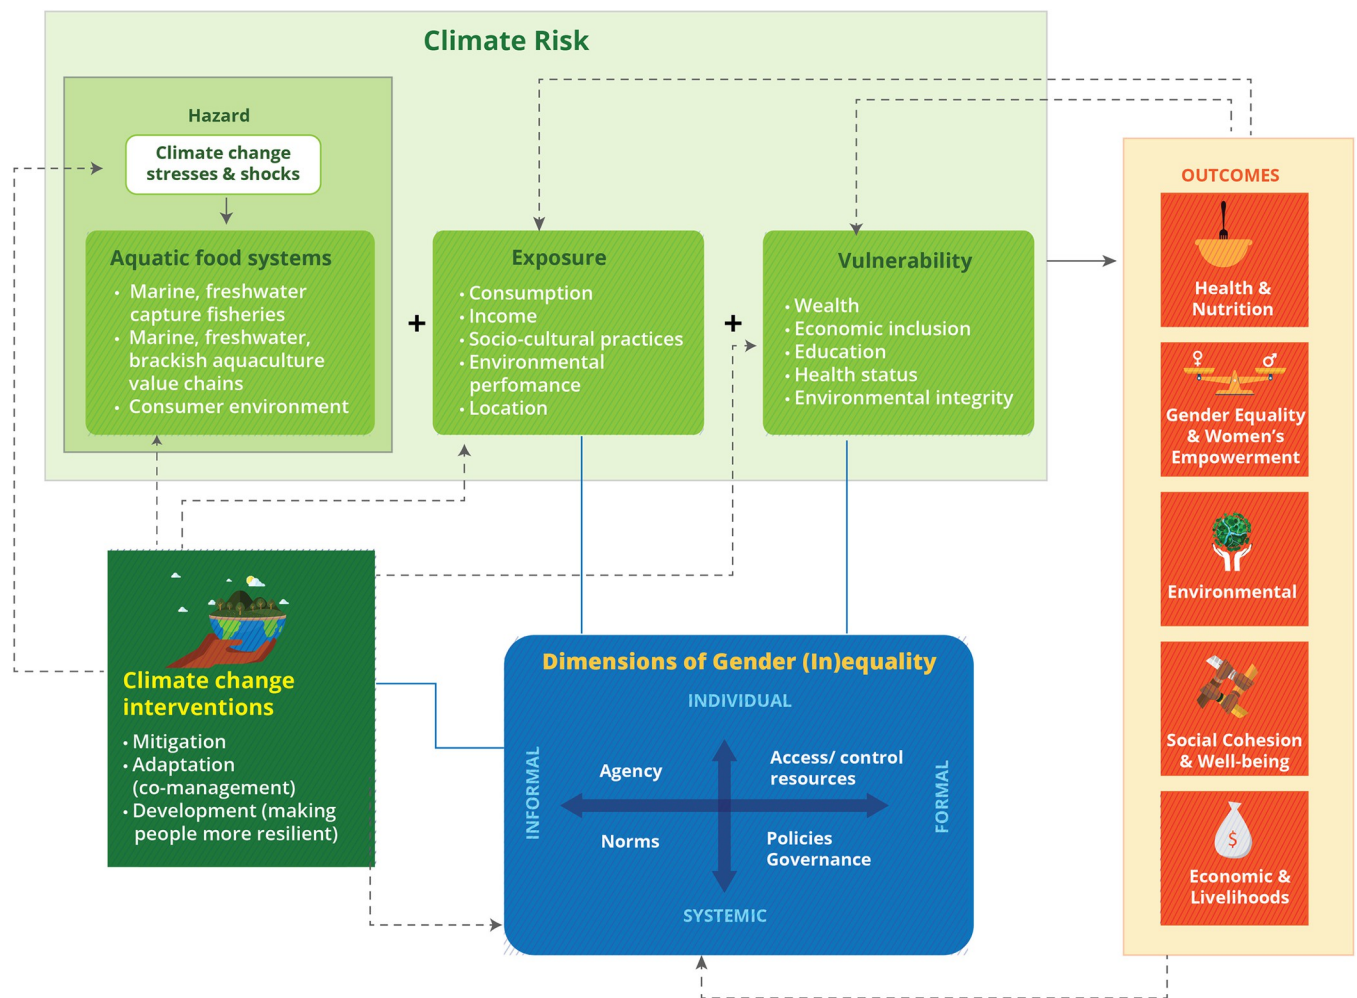 Climate Risk
Hazard
Climate change
stresses & shocks
Aquatic food systems
• Marine, freshwater
capture fisheries
• Marine, freshwater,
brackish aquaculture
value chains
• Consumer environment
+
Exposure
• Consumption
• Income
• Socio-cultural practices
• Environmental
perfomance
• Location
+
Vulnerability
• Wealth
• Economic inclusion
• Education
• Health status
• Environmental integrity
OUTCOMES
Health &
Nutrition
♀ ♂
Gender Equality
& Women’s
Empowerment
Environmental
Social Cohesion
& Well-being
$
Economic &
Livelihoods
Climate change
interventions
• Mitigation
• Adaptation
(co-management)
• Development (making
people more resilient)
Dimensions of Gender (In)equality
INDIVIDUAL
INFORMAL
Agency
Access/ control
resources
FORMAL
Norms
Policies
Governance
SYSTEMIC